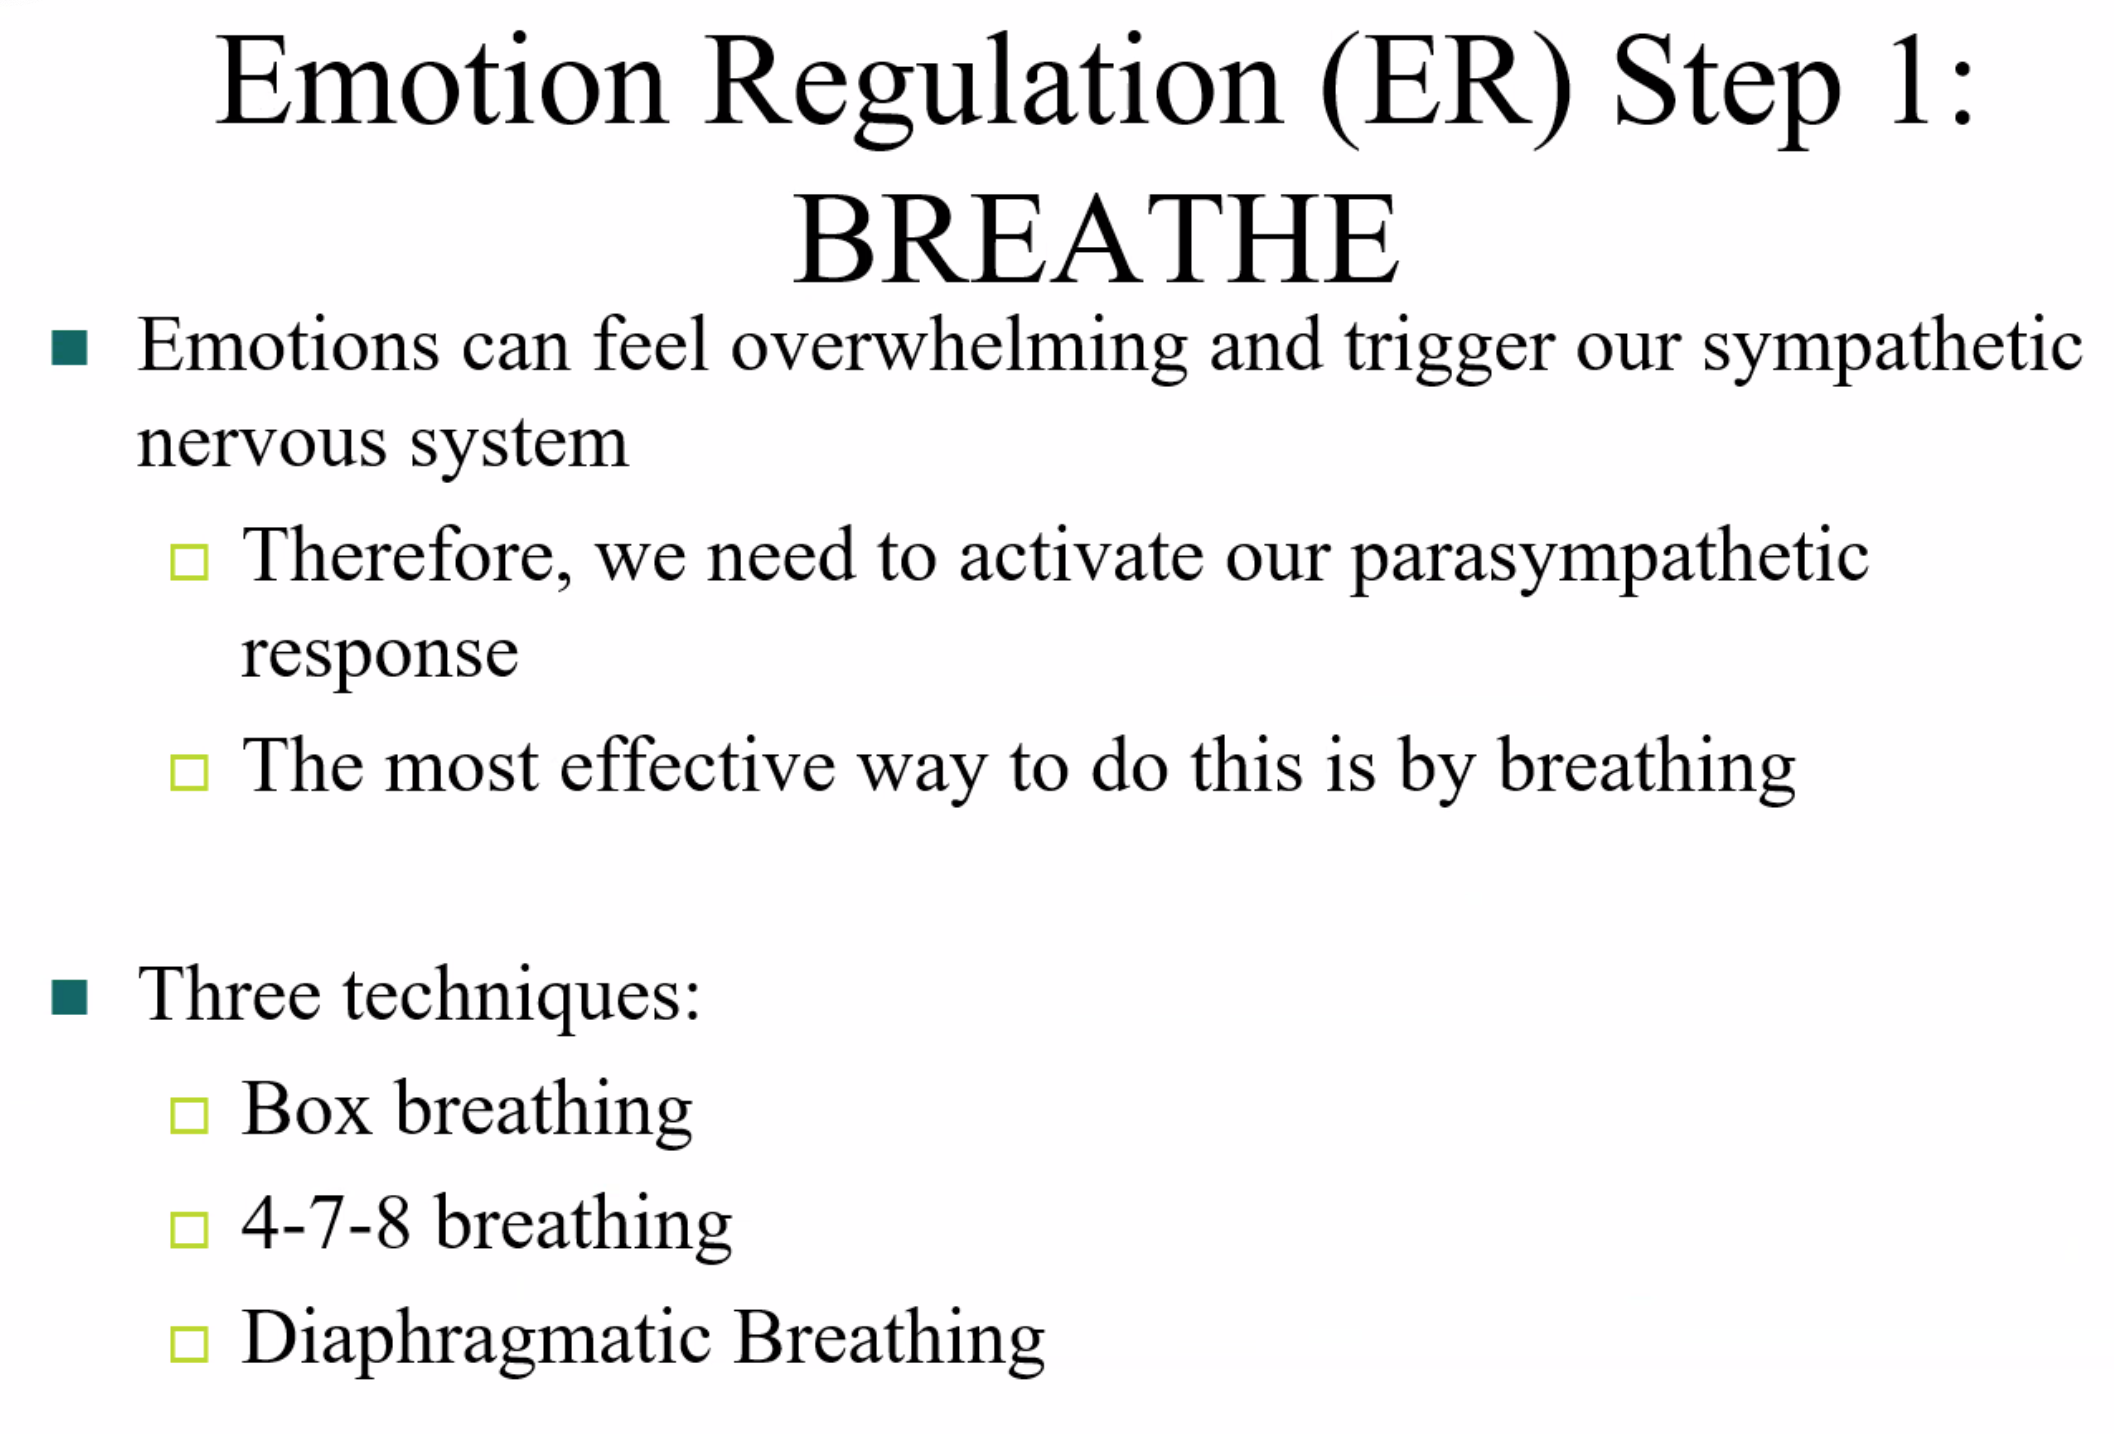 Emotion Regulation (ER) Step 1:
BREATHE
Emotions can feel overwhelming and trigger our sympathetic
nervous system
Therefore, we need to activate our parasympathetic
response
The most effective way to do this is by breathing
Three techniques:
Box breathing
4-7-8 breathing
Diaphragmatic Breathing